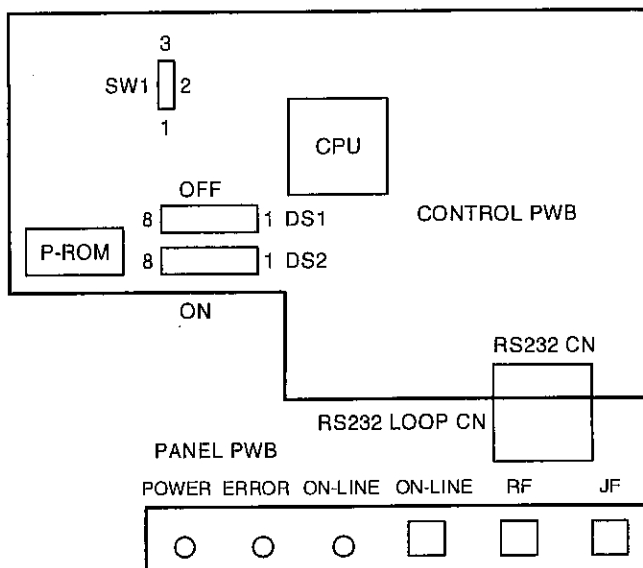 3
SW1 2
1
CPU
OFF
8 1 DS1
CONTROL PWB
P-ROM
8 1 DS2
ON
RS232 CN
RS232 LOOP CN
PANEL PWB
POWER ERROR ON-LINE ON-LINE RF JF